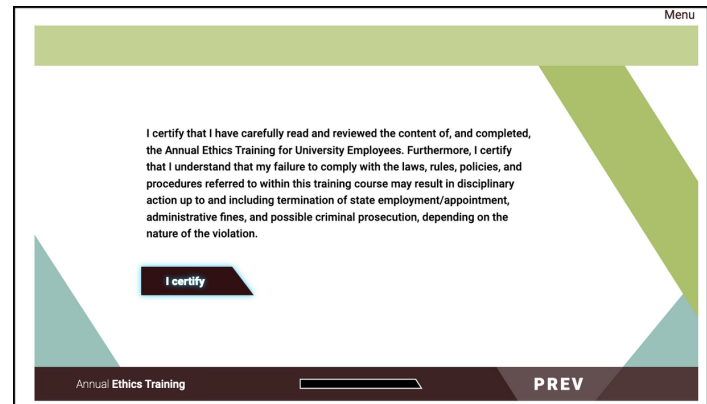 Menu
I certify that I have carefully read and reviewed the content of, and completed,
the Annual Ethics Training for University Employees. Furthermore, I certify
that I understand that my failure to comply with the laws, rules, policies, and
procedures referred to within this training course may result in disciplinary
action up to and including termination of state employment/appointment,
administrative fines, and possible criminal prosecution, depending on the
nature of the violation.
I certify
Annual Ethics Training
PREV